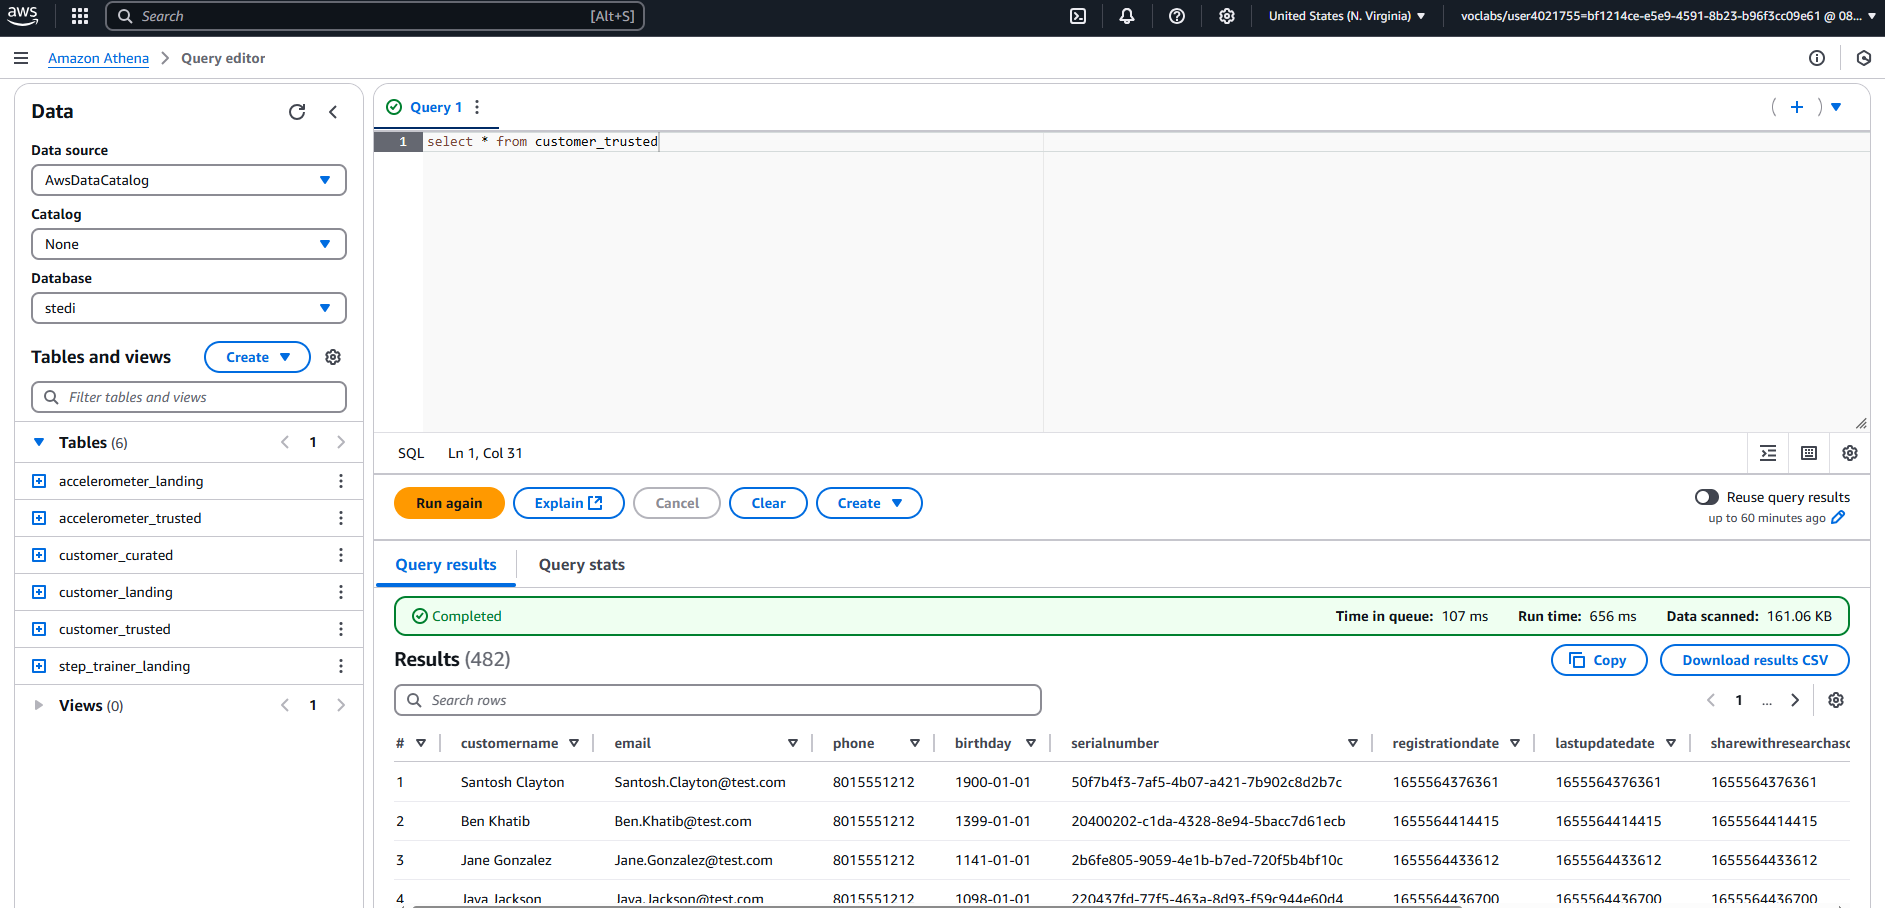 aws Search [Alt+S] United States (N. Virginia) voclabs/user4021755=bf1214ce-e5e9-4591-8b23-b96f3cc09e61 @ 08...
Amazon Athena Query editor
Data
Data source
AwsDataCatalog
Catalog
None
Database
stedi
Tables and views Create
Filter tables and views
Tables (6) 1
accelerometer_landing
accelerometer_trusted
customer_curated
customer_landing
customer_trusted
step_trainer_landing
Views (0) 1
Query 1
1 select * from customer_trusted
SQL Ln 1, Col 31
Run again Explain Cancel Clear Create
Reuse query results
up to 60 minutes ago
Query results Query stats
Completed Time in queue: 107 ms Run time: 656 ms Data scanned: 161.06 KB
Results (482) Copy Download results CSV
Search rows 1 ...
# customername email phone birthday serialnumber registrationdate lastupdatedate sharewithresearchaso
1 Santosh Clayton Santosh.Clayton@test.com 8015551212 1900-01-01 50f7b4f3-7af5-4b07-a421-7b902c8d2b7c 1655564376361 1655564376361 1655564376361
2 Ben Khatib Ben.Khatib@test.com 8015551212 1399-01-01 20400202-c1da-4328-8e94-5bacc7d61ecb 1655564414415 1655564414415 1655564414415
3 Jane Gonzalez Jane.Gonzalez@test.com 8015551212 1141-01-01 2b6fe805-9059-4e1b-b7ed-720f5b4bf10c 1655564433612 1655564433612 1655564433612
4 Jaya Jackson Jaya.Jackson@test.com 8015551212 1098-01-01 220437fd-77f5-463a-8d93-f59c944e60d4 1655564436700 1655564436700 1655564436700